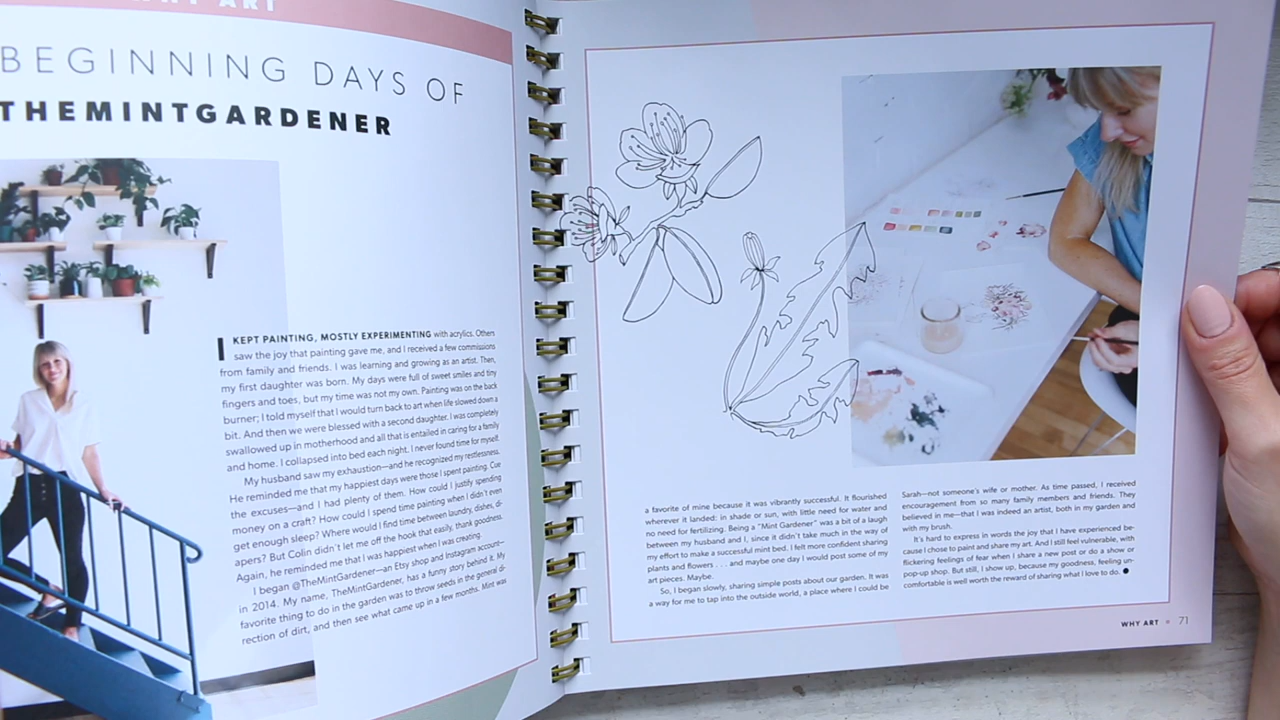 WHY ART
BEGINNING DAYS OF
THEMINTGARDENER
I KEPT PAINTING, MOSTLY EXPERIMENTING with acrylics. Others
saw the joy that painting gave me, and I received a few commissions
from family and friends. I was learning and growing as an artist. Then,
my first daughter was born. My days were full of sweet smiles and tiny
fingers and toes, but my time was not my own. Painting was on the back
burner; I told myself that I would turn back to art when life slowed down a
bit. And then we were blessed with a second daughter. I was completely
swallowed up in motherhood and all that is entailed in caring for a family
and home. I collapsed into bed each night. I never found time for myself.
My husband saw my exhaustion—and he recognized my restlessness.
He reminded me that my happiest days were those I spent painting. Cue
the excuses—and I had plenty of them. How could I justify spending
money on a craft? How could I spend time painting when I didn't even
get enough sleep? Where would I find time between laundry, dishes, di-
apers? But Colin didn't let me off the hook that easily, thank goodness.
Again, he reminded me that I was happiest when I was creating.
I began @TheMintGardener—an Etsy shop and Instagram account—
in 2014. My name, TheMintGardener, has a funny story behind it. My
favorite thing to do in the garden was to throw seeds in the general di-
rection of dirt, and then see what came up in a few months. Mint was
a favorite of mine because it was vibrantly successful. It flourished
wherever it landed: in shade or sun, with little need for water and
no need for fertilizing. Being a "Mint Gardener" was a bit of a laugh
between my husband and I, since it didn't take much in the way of
my effort to make a successful mint bed. I felt more confident sharing
plants and flowers . . . and maybe one day I would post some of my
art pieces. Maybe.
So, I began slowly, sharing simple posts about our garden. It was
a way for me to tap into the outside world, a place where I could be
Sarah—not someone's wife or mother. As time passed, I received
encouragement from so many family members and friends. They
believed in me—that I was indeed an artist, both in my garden and
with my brush.
It's hard to express in words the joy that I have experienced be-
cause I chose to paint and share my art. And I still feel vulnerable, with
flickering feelings of fear when I share a new post or do a show or
pop-up shop. But still, I show up, because my goodness, feeling un-
comfortable is well worth the reward of sharing what I love to do.
WHY ART 71